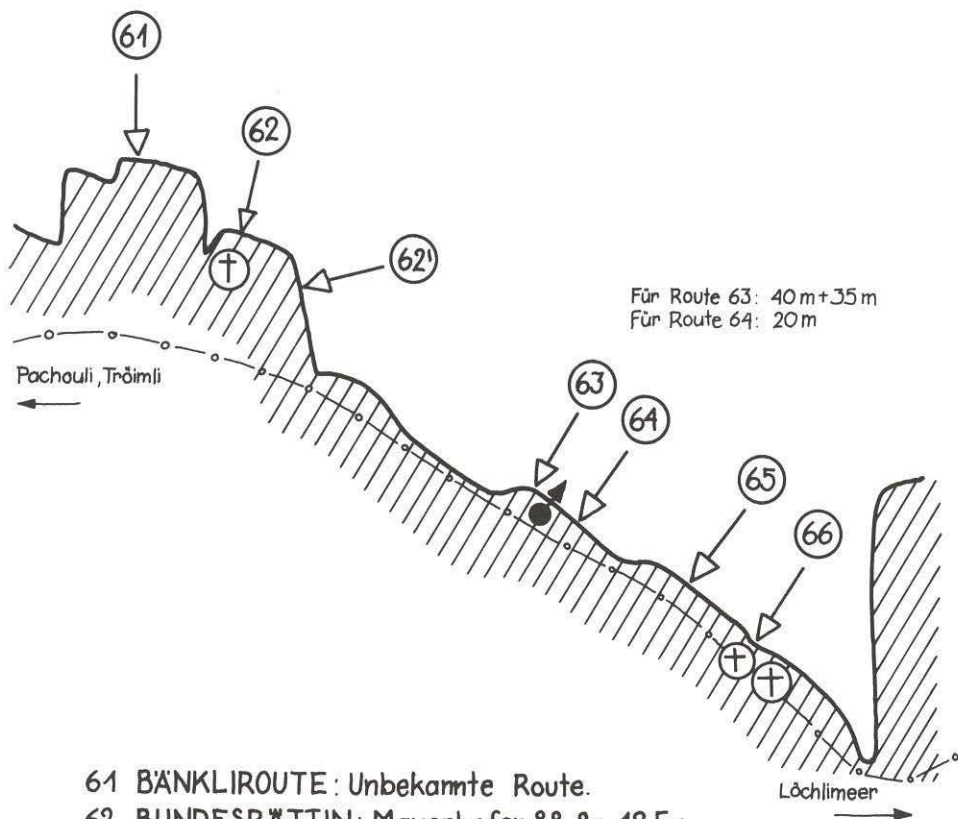 61
62
62'
Für Route 63: 40 m + 35 m
Für Route 64: 20 m
Pachouli, Tröimli
63
64
65
66
61 BÄNKLIROUTE: Unbekannte Route.
Löchlimeer